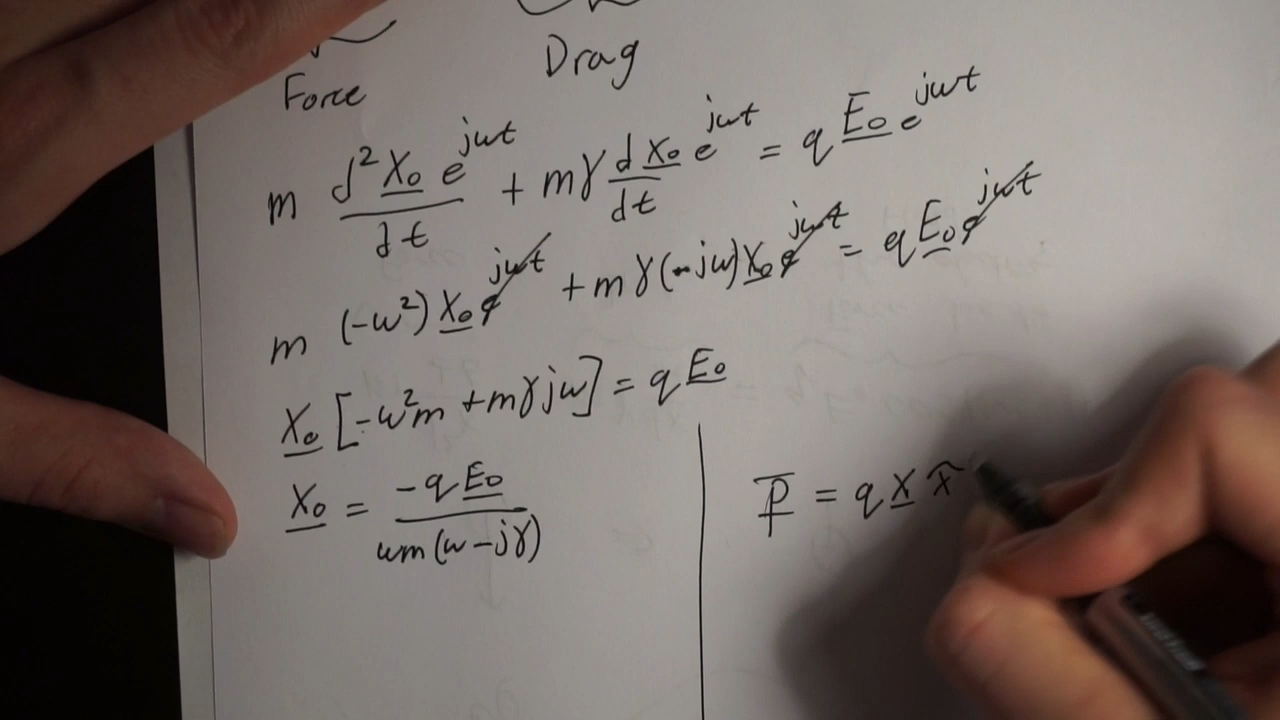 Force Drag
m d²X₀ e^jωt / dt + mγ d X₀ e^jωt / dt = q E₀ e^jωt
m (-ω²) X₀ e^jωt + mγ(-jω) X₀ e^jωt = q E₀ e^jωt
X₀ [-ω²m + mγjω] = q E₀
X₀ = -q E₀ / ωm(ω-jγ)
P = q X x̂